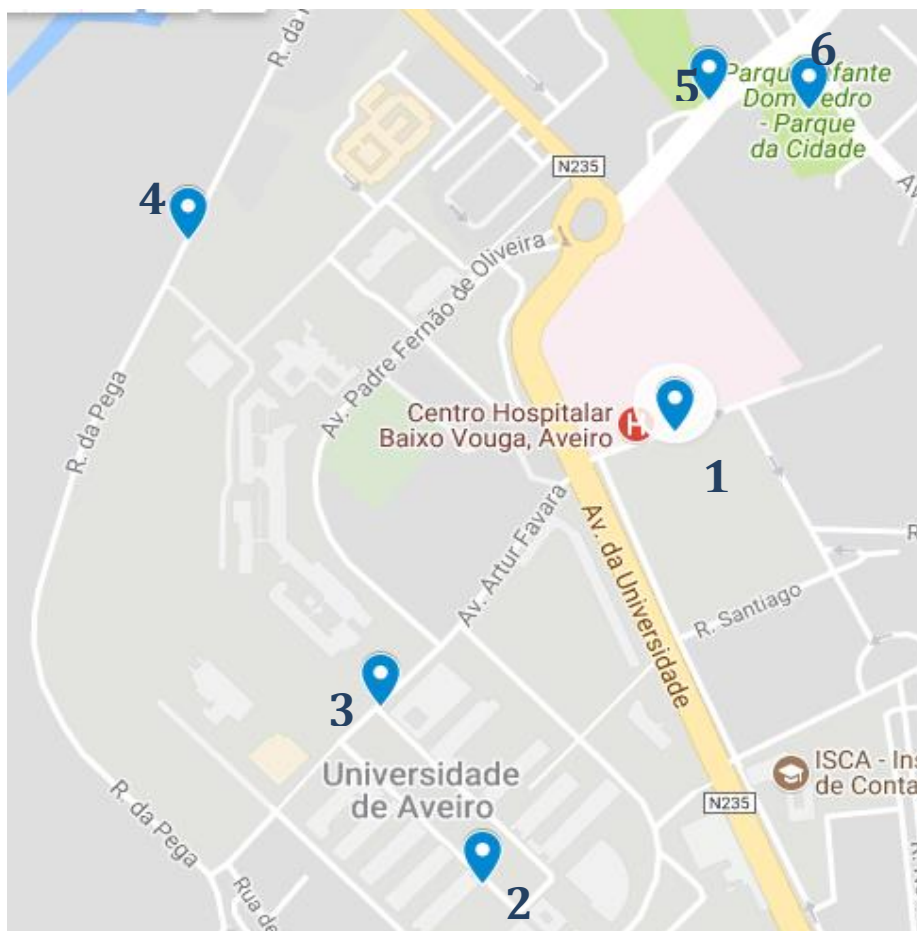 R. da P
6
5
Parque Infante
Dom Pedro
- Parque
da Cidade
N235
4
Av.
Av. Padre Fernão de Oliveira
R. da Pega
Centro Hospitalar
Baixo Vouga, Aveiro
H
1
Av. Artur Favara
Av. da Universidade
R.
R. Santiago
3
Universidade
de Aveiro
ISCA - Ins
de Conta
N235
R. da Pega
2
Rua de
R.